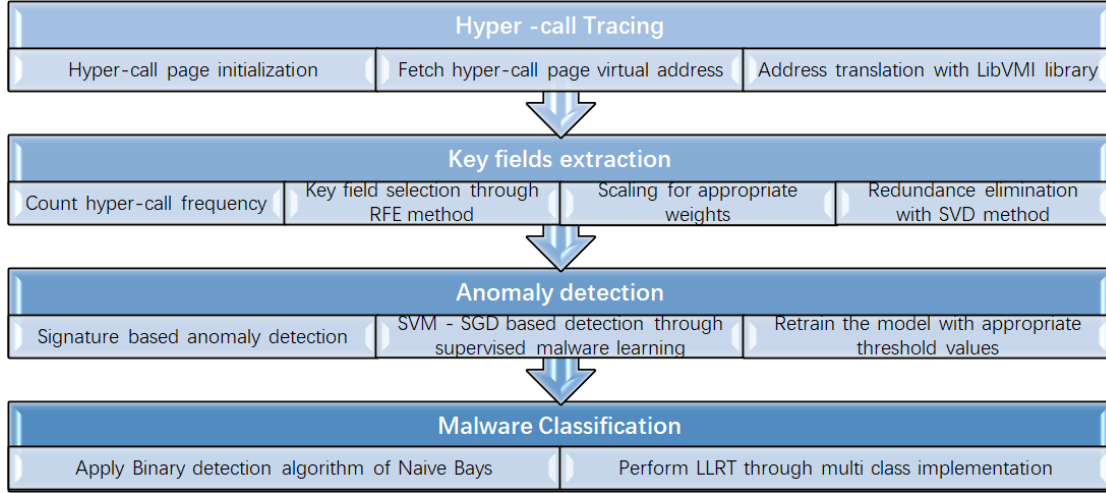 Hyper -call Tracing
Hyper-call page initialization
Fetch hyper-call page virtual address
Address translation with LibVMI library
Key fields extraction
Count hyper-call frequency
Key field selection through
RFE method
Scaling for appropriate
weights
Redundance elimination
with SVD method
Anomaly detection
Signature based anomaly detection
SVM - SGD based detection through
supervised malware learning
Retrain the model with appropriate
threshold values
Malware Classification
Apply Binary detection algorithm of Naive Bays
Perform LLRT through multi class implementation